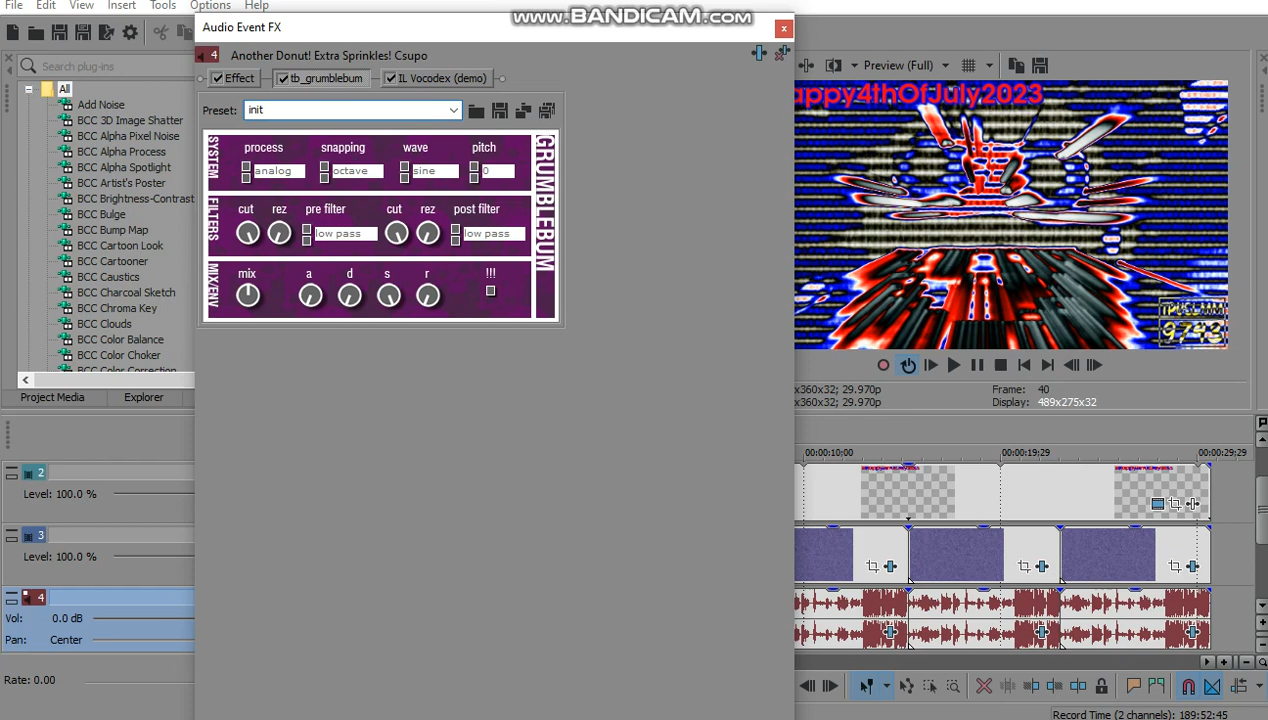 File Edit View Insert Tools Options Help
www.BANDICAM.com
Audio Event FX
x
4 Another Donut! Extra Sprinkles! Csupo
Effect tb_grumblebum IL Vocodex (demo)
Preset: init
SYSTEM
process snapping wave pitch
analog octave sine 0
FILTERS
cut rez pre filter cut rez post filter
low pass low pass
MIX/ENV
mix a d s r !!!
GRUMBLEBUM
Search plug-ins
All
Add Noise
BCC 3D Image Shatter
BCC Alpha Pixel Noise
BCC Alpha Process
BCC Alpha Spotlight
BCC Artist's Poster
BCC Brightness-Contrast
BCC Bulge
BCC Bump Map
BCC Cartoon Look
BCC Cartooner
BCC Caustics
BCC Charcoal Sketch
BCC Chroma Key
BCC Clouds
BCC Color Balance
BCC Color Choker
BCC Color Correction
Project Media Explorer
Preview (Full)
appy4thOfJuly2023
9743
x360x32; 29.970p Frame: 40
x360x32; 29.970p Display: 489x275x32
00:00:10;00 00:00:19;29 00:00:29;29
2
Level: 100.0 %
3
Level: 100.0 %
4
Vol: 0.0 dB
Pan: Center
Rate: 0.00
Record Time (2 channels): 189:52:45